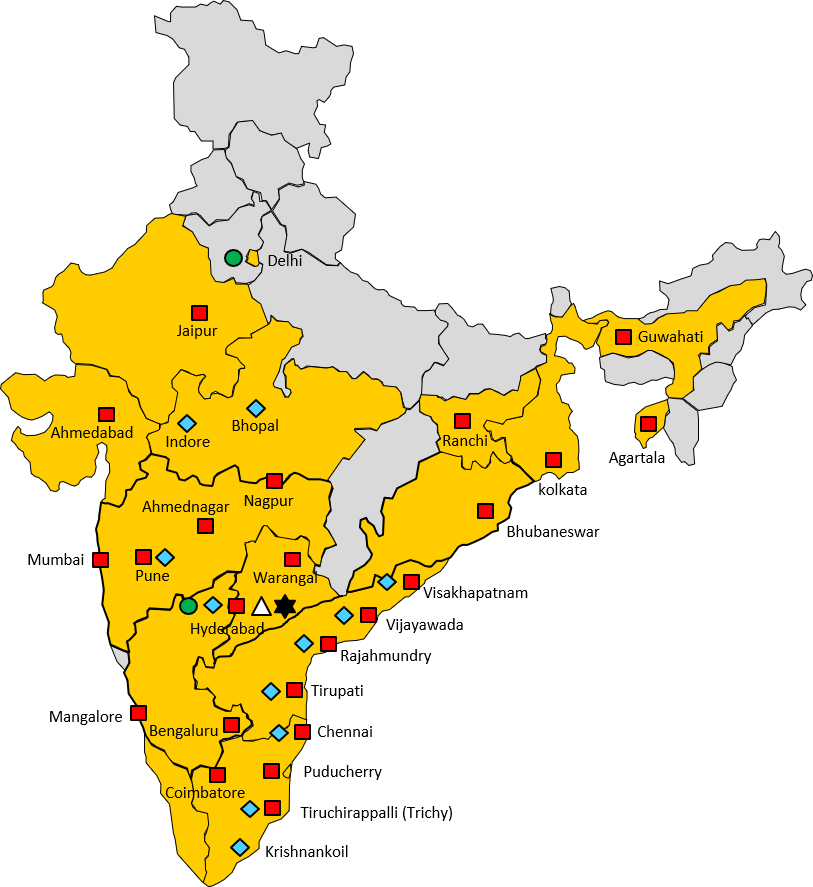 Delhi
Jaipur
Guwahati
Ahmedabad
Indore
Bhopal
Ranchi
Agartala
kolkata
Nagpur
Ahmednagar
Bhubaneswar
Mumbai
Pune
Warangal
Visakhapatnam
Hyderabad
Vijayawada
Rajahmundry
Tirupati
Mangalore
Bengaluru
Chennai
Puducherry
Coimbatore
Tiruchirappalli (Trichy)
Krishnankoil